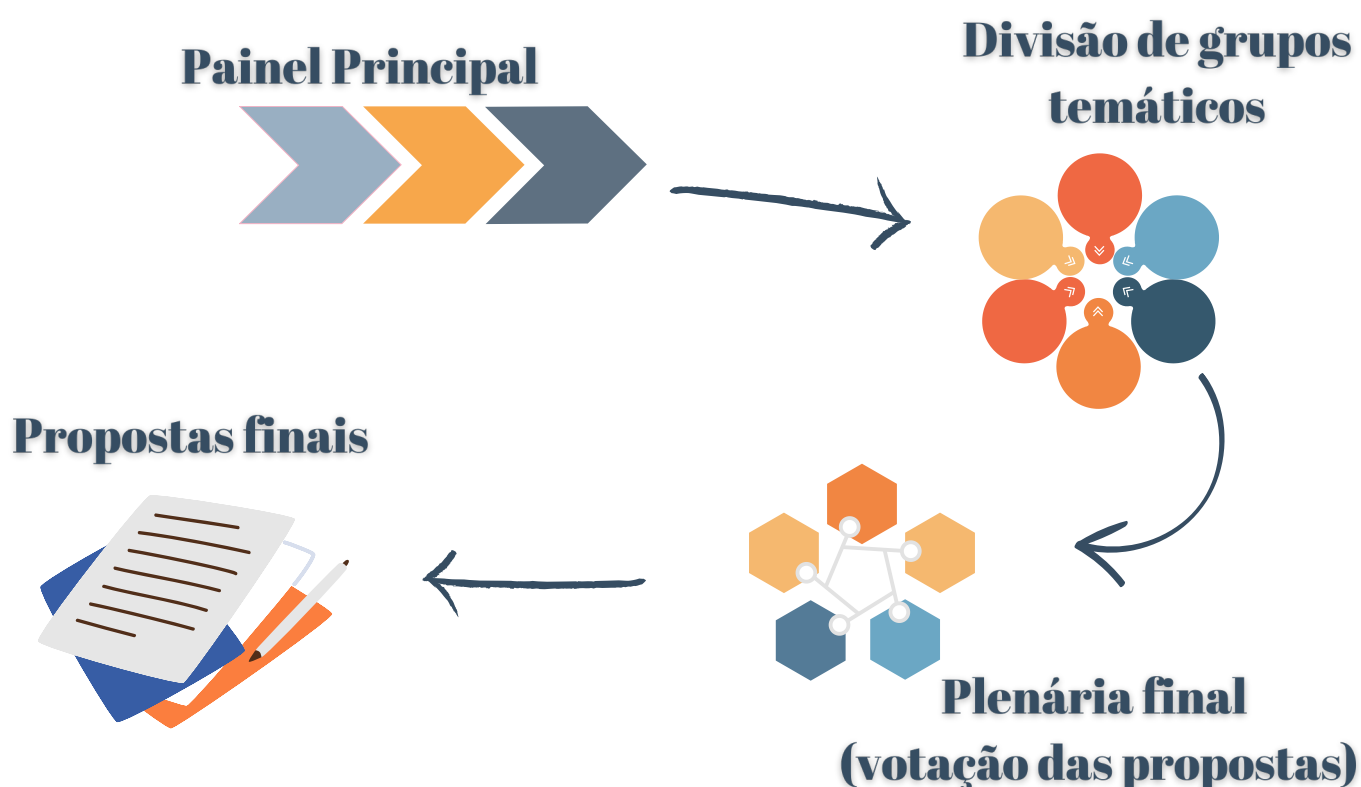 Painel Principal
Divisão de grupos
temáticos
Propostas finais
Plenária final
(votação das propostas)